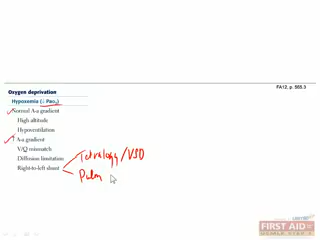 FA12, p. 585.3
Oxygen deprivation
Hypoxemia (↓ Pao₂)
Normal A-a gradient
High altitude
Hypoventilation
↑ A-a gradient
V/Q mismatch
Diffusion limitation
Right-to-left shunt
Tetralogy/VSD
Pulm
FIRST AID